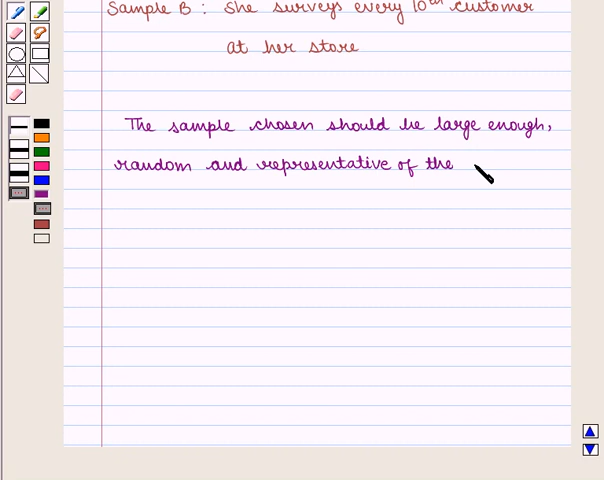 Sample B : She surveys every 10th customer
at her store
The sample chosen should be large enough,
random and representative of the